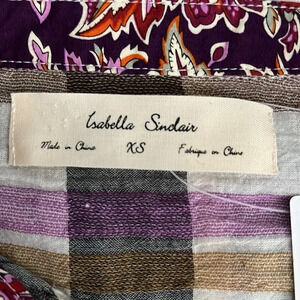 Isabella Sinclair
Made in China XS Fabriqué en Chine